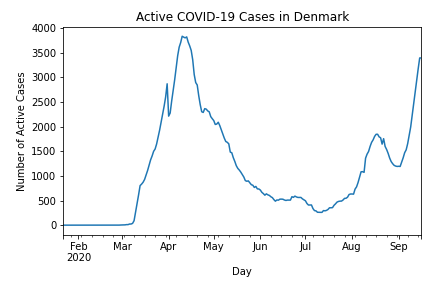 Active COVID-19 Cases in Denmark
Number of Active Cases
4000
3500
3000
2500
2000
1500
1000
500
0
Feb Mar Apr May Jun Jul Aug Sep
2020
Day